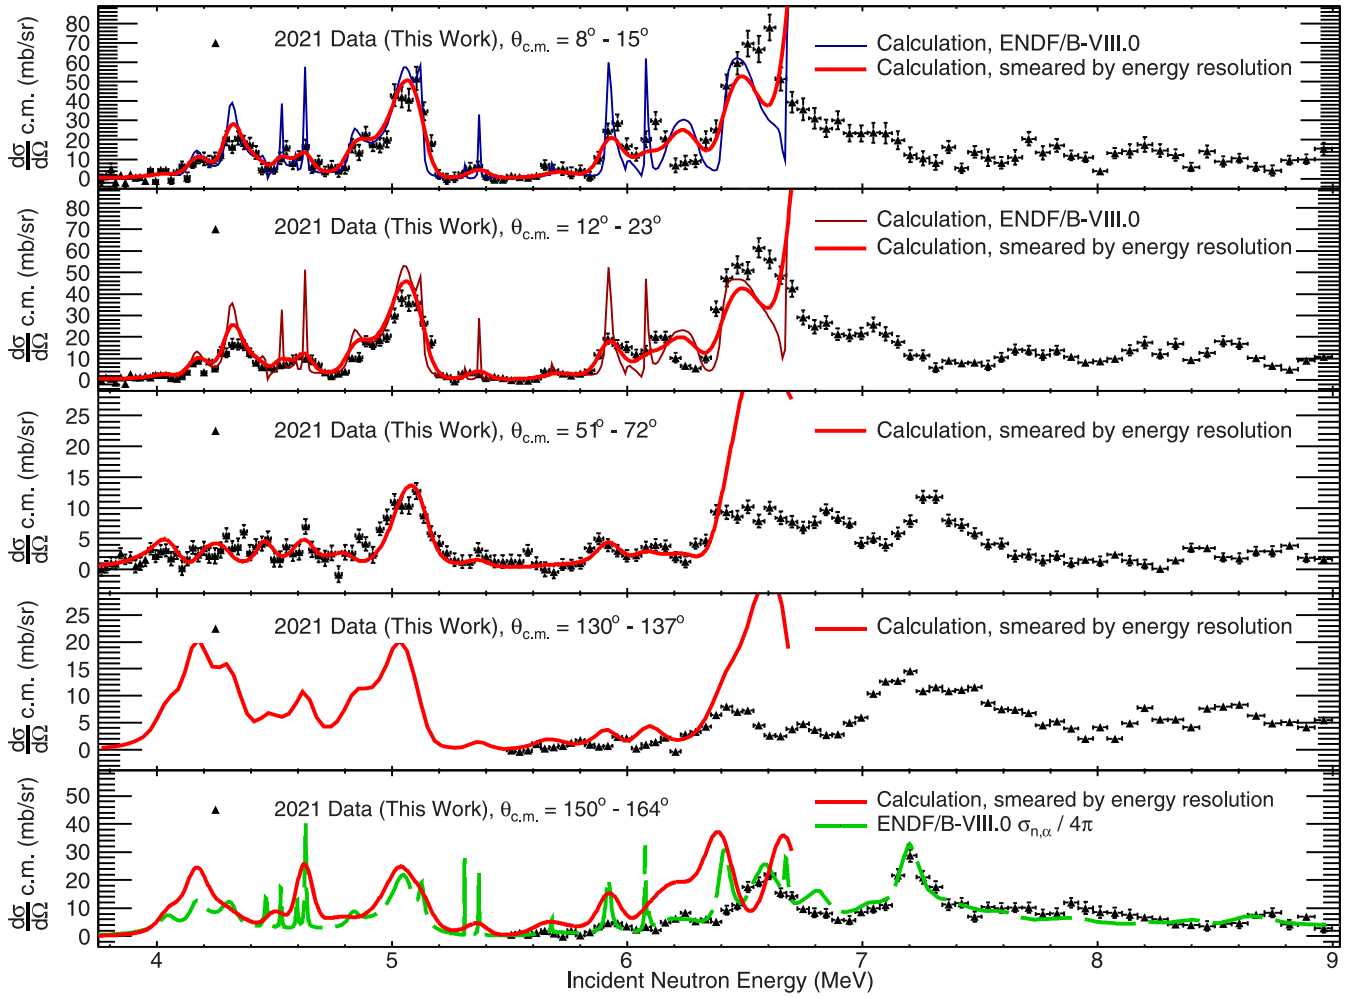 dσ/dΩ c.m. (mb/sr)
80
70
60
50
40
30
20
10
0
2021 Data (This Work), θc.m. = 8° - 15°
Calculation, ENDF/B-VIII.0
Calculation, smeared by energy resolution
dσ/dΩ c.m. (mb/sr)
80
70
60
50
40
30
20
10
0
2021 Data (This Work), θc.m. = 12° - 23°
Calculation, ENDF/B-VIII.0
Calculation, smeared by energy resolution
dσ/dΩ c.m. (mb/sr)
25
20
15
10
5
0
2021 Data (This Work), θc.m. = 51° - 72°
Calculation, smeared by energy resolution
dσ/dΩ c.m. (mb/sr)
25
20
15
10
5
0
2021 Data (This Work), θc.m. = 130° - 137°
Calculation, smeared by energy resolution
dσ/dΩ c.m. (mb/sr)
50
40
30
20
10
0
2021 Data (This Work), θc.m. = 150° - 164°
Calculation, smeared by energy resolution
ENDF/B-VIII.0 σn,α / 4π
4 5 6 7 8 9
Incident Neutron Energy (MeV)